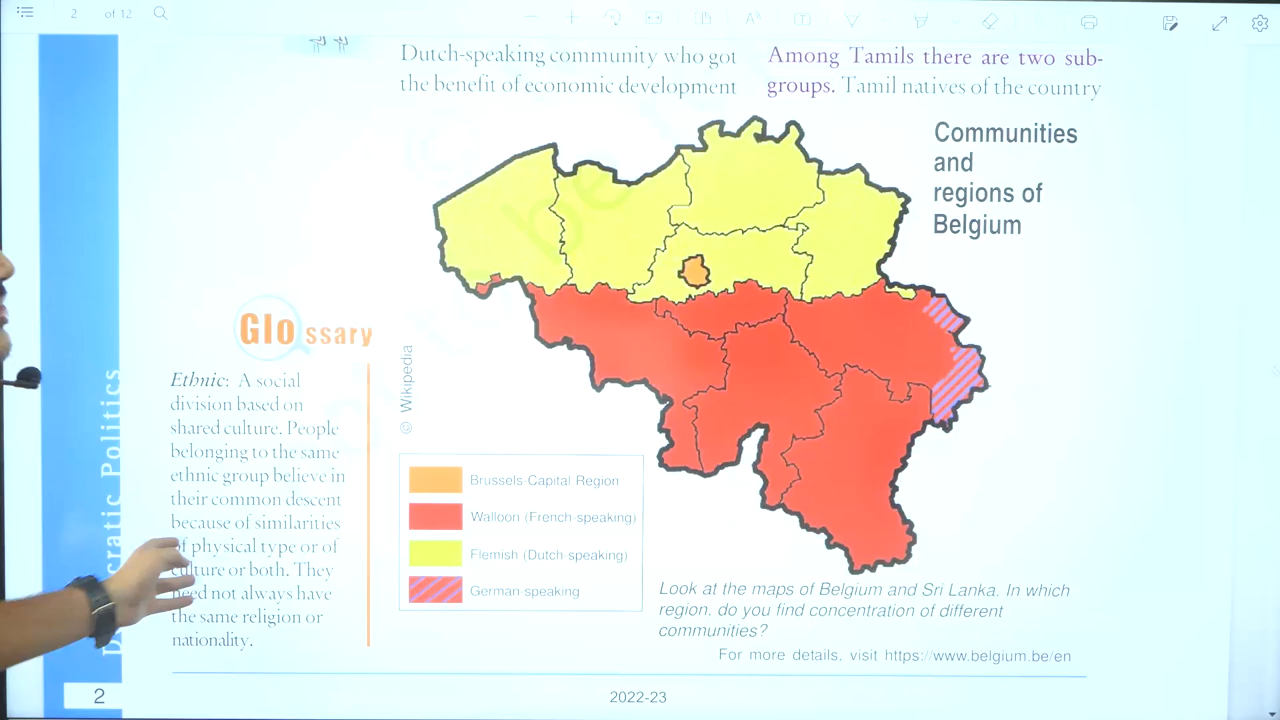 2 of 12
Dutch-speaking community who got
the benefit of economic development
Among Tamils there are two sub-
groups. Tamil natives of the country
Communities
and
regions of
Belgium
Glossary
Ethnic: A social
division based on
shared culture. People
belonging to the same
ethnic group believe in
their common descent
because of similarities
of physical type or of
culture or both. They
need not always have
the same religion or
nationality.
© Wikipedia
Brussels-Capital Region
Walloon (French-speaking)
Flemish (Dutch speaking)
German speaking
Look at the maps of Belgium and Sri Lanka. In which
region, do you find concentration of different
communities?
For more details, visit https://www.belgium.be/en
Politics
2
2022-23